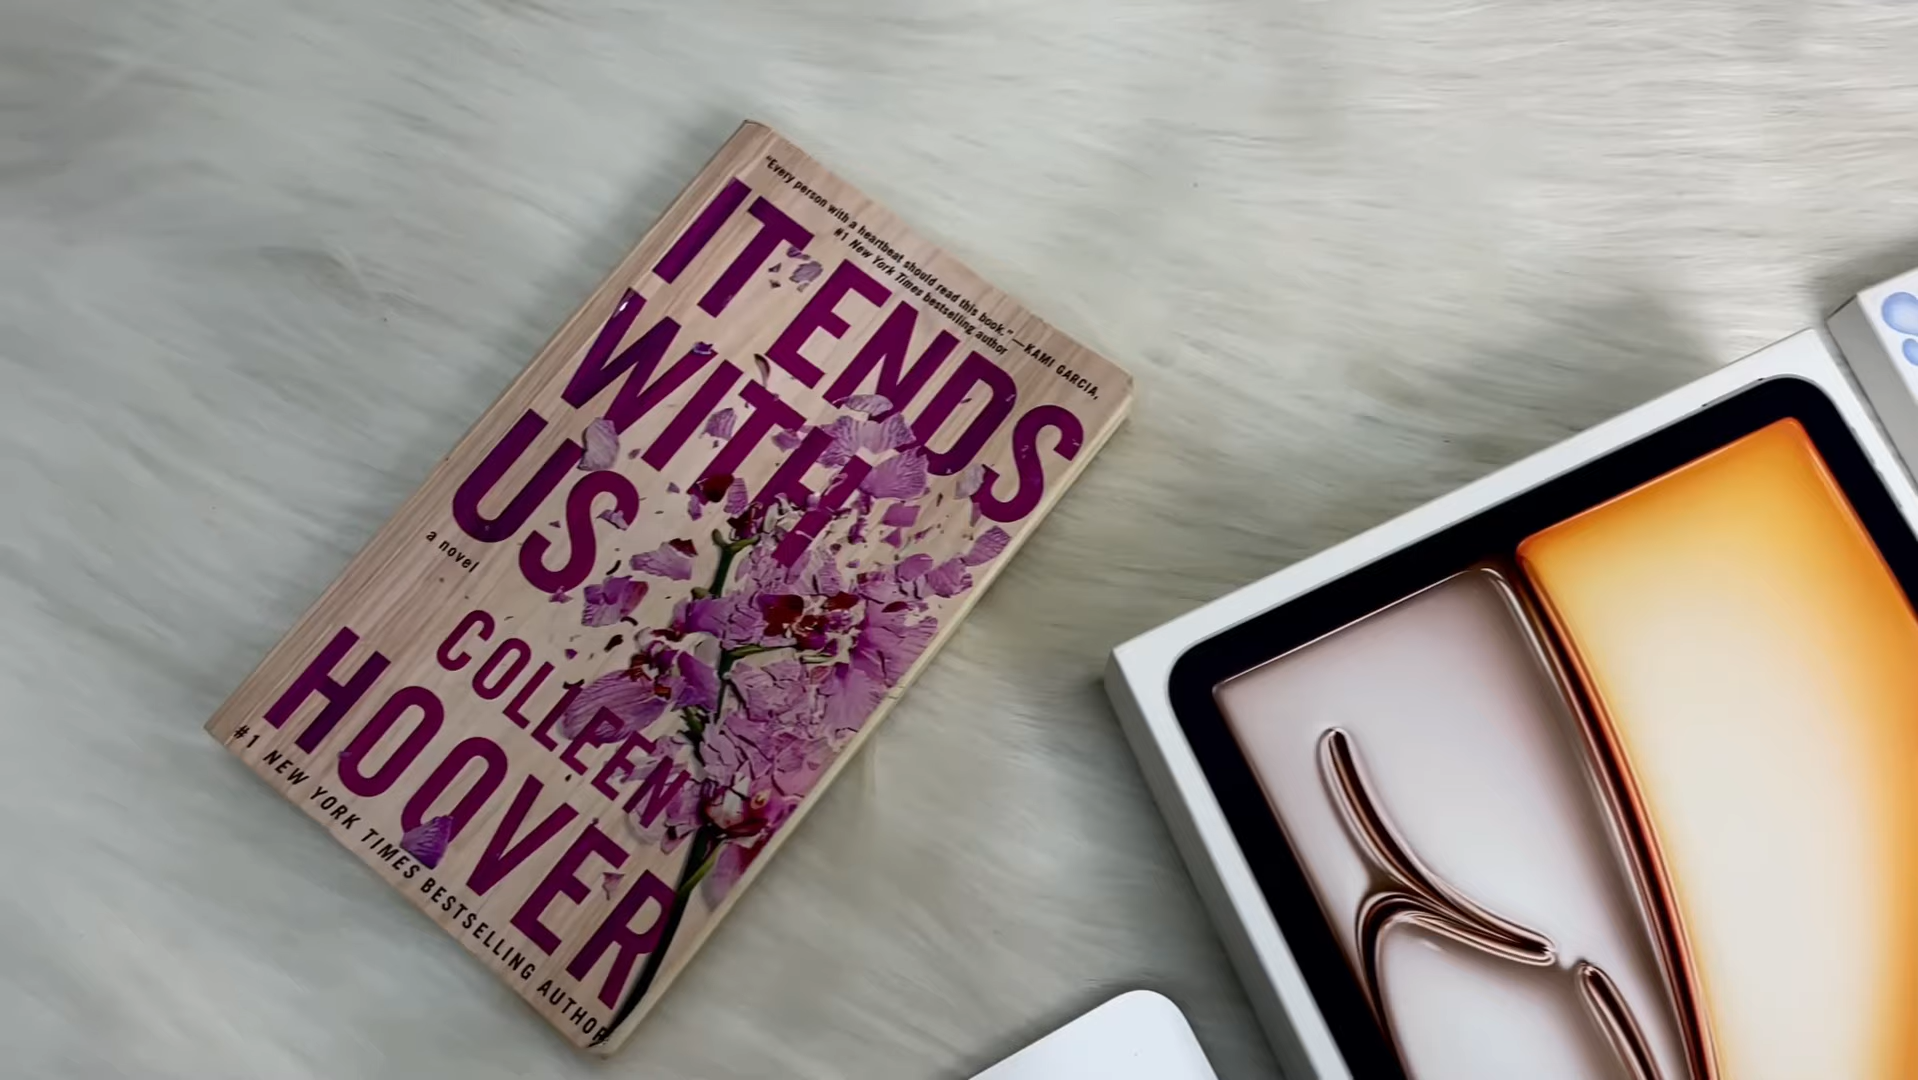 "Every person with a heartbeat should read this book." —KAMI GARCIA,
#1 New York Times bestselling author
IT ENDS
WITH
US
a novel
COLLEEN
HOOVER
#1 NEW YORK TIMES BESTSELLING AUTHOR